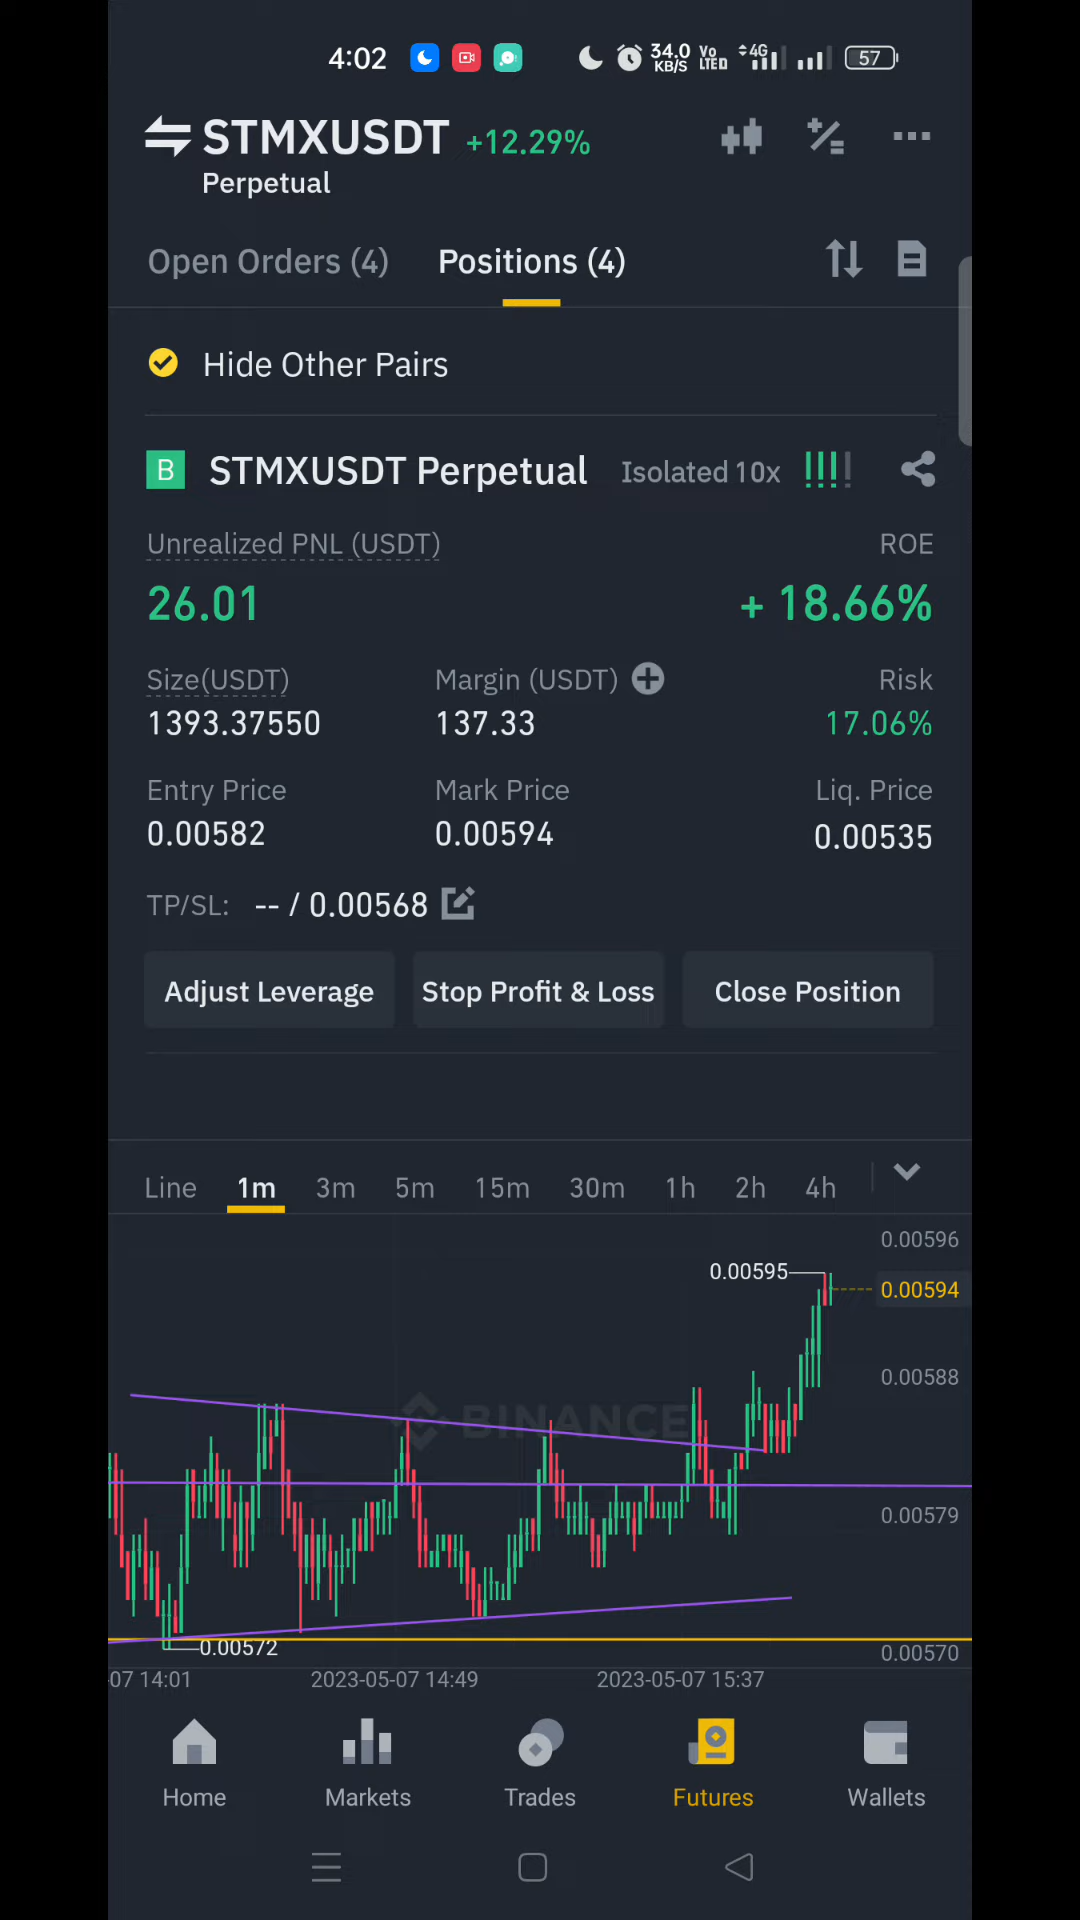 4:02 34.0 KB/S Vo LTED 4G 57
STMXUSDT +12.29%
Perpetual
Open Orders (4) Positions (4)
Hide Other Pairs
B STMXUSDT Perpetual Isolated 10x
Unrealized PNL (USDT) ROE
26.01 + 18.66%
Size(USDT) Margin (USDT) Risk
1393.37550 137.33 17.06%
Entry Price Mark Price Liq. Price
0.00582 0.00594 0.00535
TP/SL: -- / 0.00568
Adjust Leverage Stop Profit & Loss Close Position
Line 1m 3m 5m 15m 30m 1h 2h 4h
0.00596
0.00595
0.00594
0.00588
BINANCE
0.00579
0.00572
0.00570
-07 14:01 2023-05-07 14:49 2023-05-07 15:37
Home Markets Trades Futures Wallets